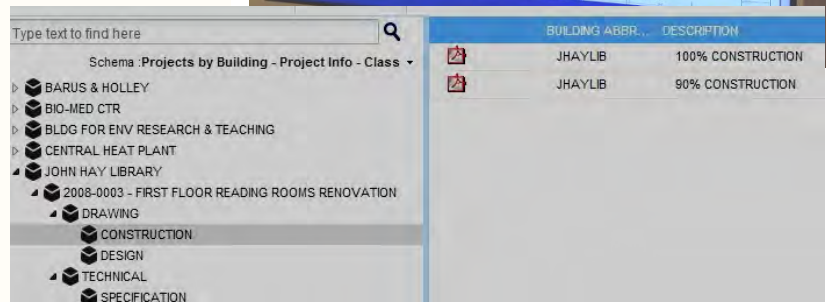 Type text to find here
Schema :Projects by Building - Project Info - Class
BARUS & HOLLEY
BIO-MED CTR
BLDG FOR ENV RESEARCH & TEACHING
CENTRAL HEAT PLANT
JOHN HAY LIBRARY
2008-0003 - FIRST FLOOR READING ROOMS RENOVATION
DRAWING
CONSTRUCTION
DESIGN
TECHNICAL
SPECIFICATION
BUILDING ABBR... DESCRIPTION
JHAYLIB 100% CONSTRUCTION
JHAYLIB 90% CONSTRUCTION